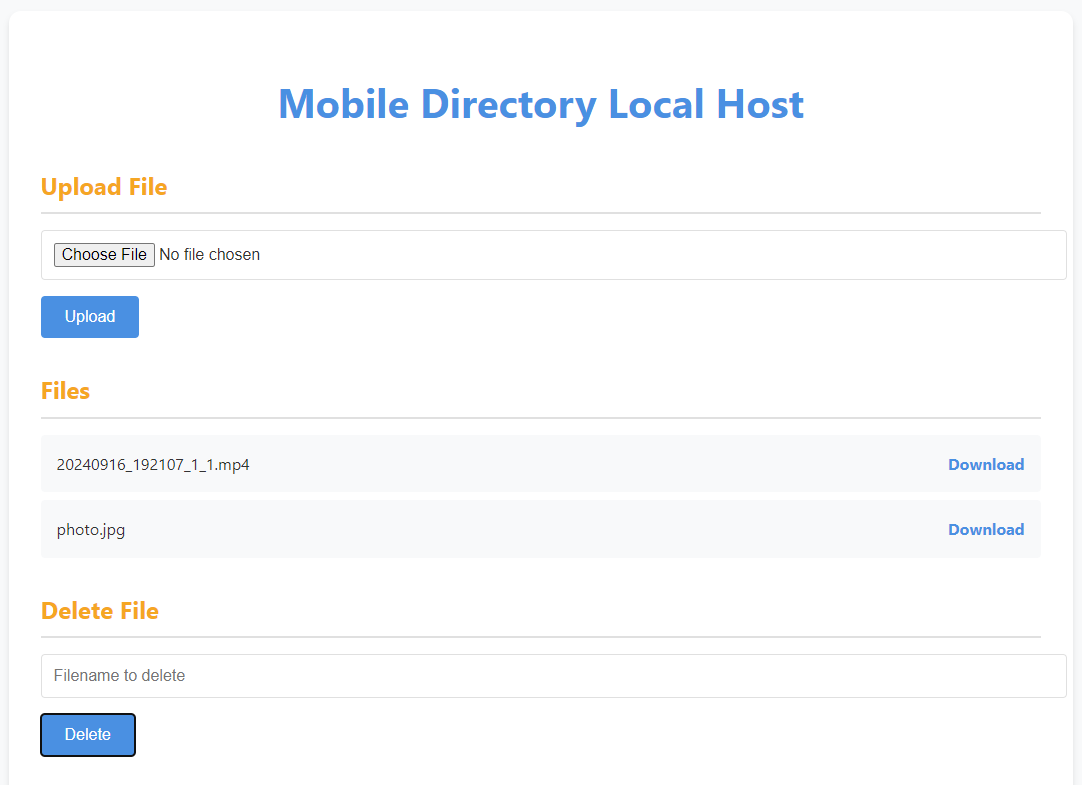 Mobile Directory Local Host
Upload File
Choose File No file chosen
Upload
Files
20240916_192107_1_1.mp4 Download
photo.jpg Download
Delete File
Filename to delete
Delete